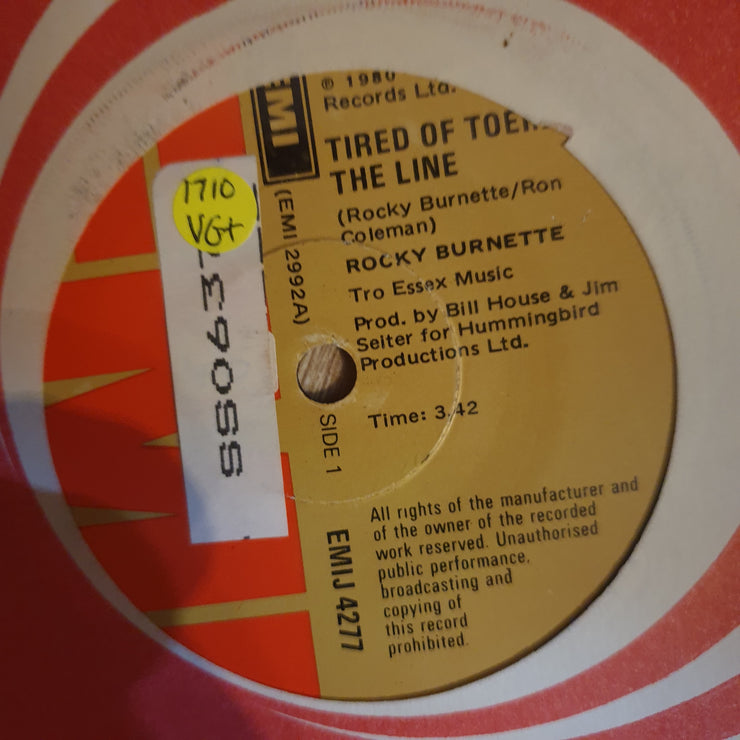 EMI
℗ 1980
Records Ltd.
TIRED OF
THE LINE
(Rocky Burnette/Ron
Coleman)
ROCKY BURNETTE
Tro Essex Music
Prod. by Bill House & Jim
Seiter for Hummingbird
Productions Ltd.
Time: 3.42
(EMI 2992A)
SIDE 1
EMIJ 4277
All rights of the manufacturer and
of the owner of the recorded
work reserved. Unauthorised
public performance,
broadcasting and
copying of
this record
prohibited.
1710
VG+